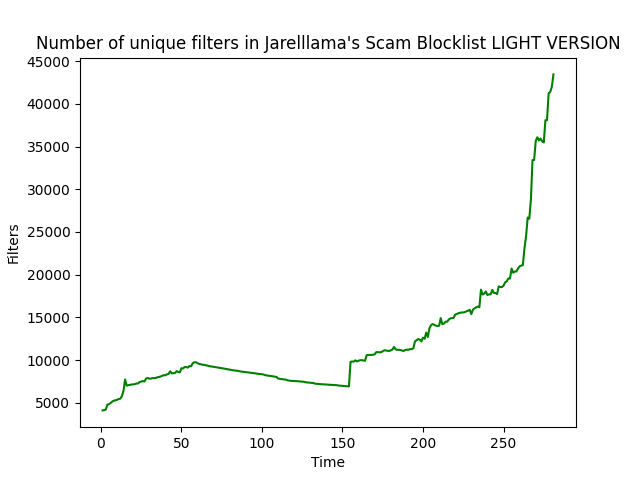 Number of unique filters in Jarelllama's Scam Blocklist LIGHT VERSION
45000
40000
35000
30000
25000
20000
15000
10000
5000
Filters
0 50 100 150 200 250
Time